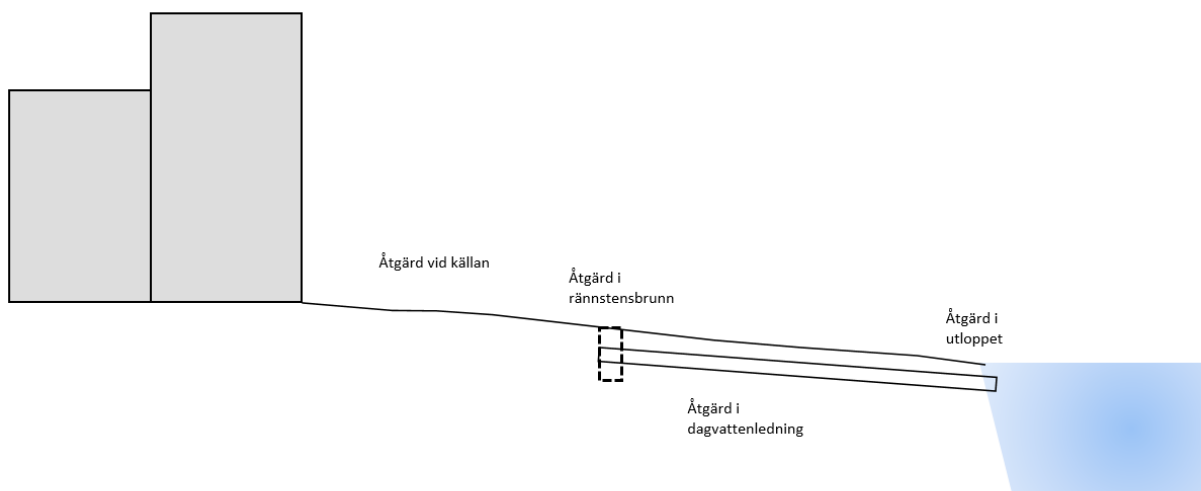 Åtgärd vid källan
Åtgärd i
rännstensbrunn
Åtgärd i
utloppet
Åtgärd i
dagvattenledning